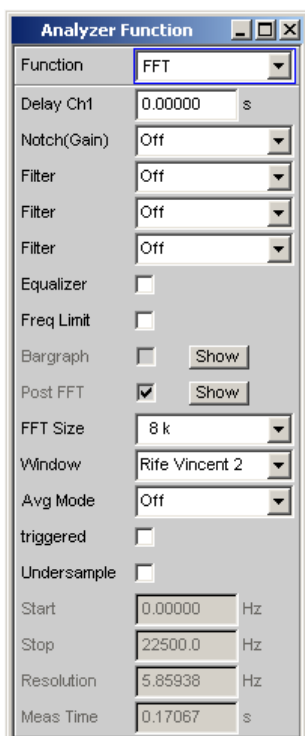 Analyzer Function
Function FFT
Delay Ch1 0.00000 s
Notch(Gain) Off
Filter Off
Filter Off
Filter Off
Equalizer
Freq Limit
Bargraph Show
Post FFT Show
FFT Size 8 k
Window Rife Vincent 2
Avg Mode Off
triggered
Undersample
Start 0.00000 Hz
Stop 22500.0 Hz
Resolution 5.85938 Hz
Meas Time 0.17067 s